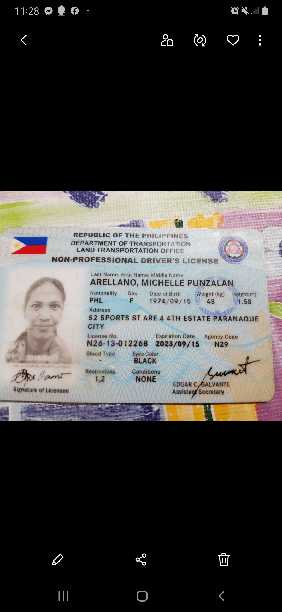 11:28
REPUBLIC OF THE PHILIPPINES
DEPARTMENT OF TRANSPORTATION
LAND TRANSPORTATION OFFICE
NON-PROFESSIONAL DRIVER'S LICENSE
Last Name, First Name, Middle Name
ARELLANO, MICHELLE PUNZALAN
Nationality Sex Date of Birth Weight (kg) Height(m)
PHL F 1974/09/15 48 1.58
Address
52 SPORTS ST ARE 4 4TH ESTATE PARANAQUE
CITY
License No. Expiration Date Agency Code
N26-13-012268 2023/09/15 N29
Blood Type Eyes Color
BLACK
Restrictions Conditions
1,2 NONE
Signature of Licensee
EDGAR C. GALVANTE
Assistant Secretary